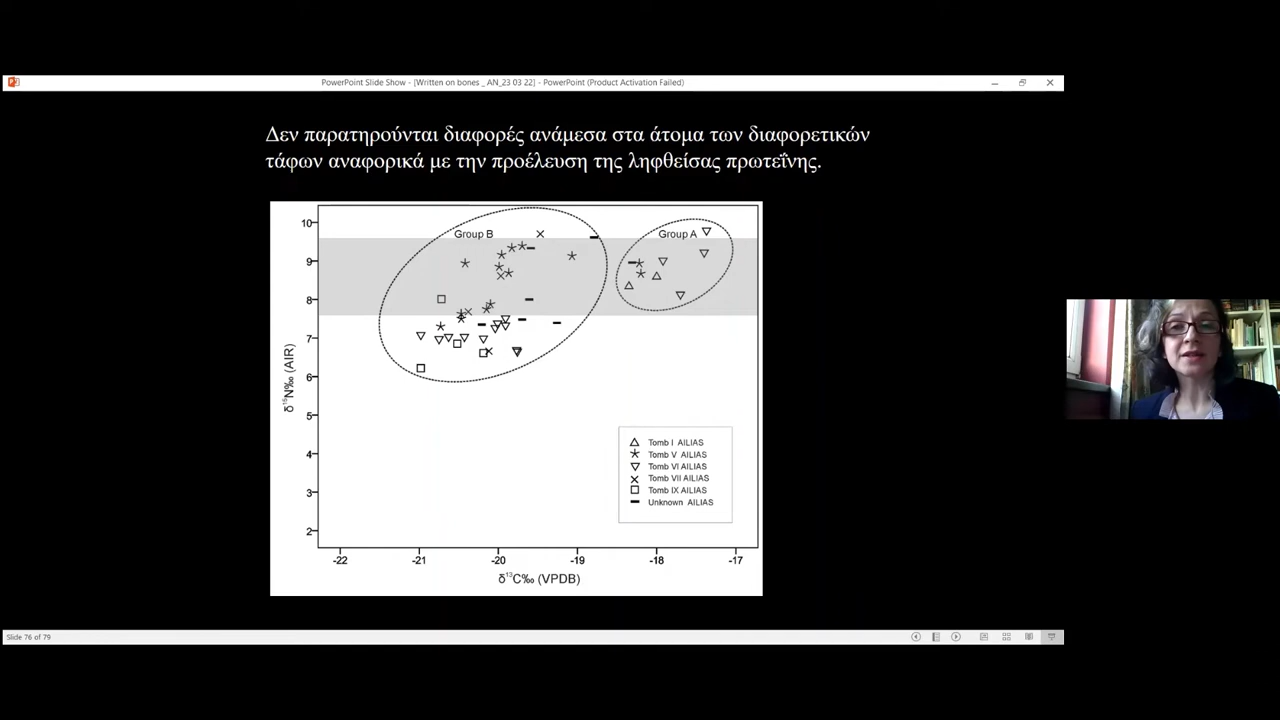 PowerPoint Slide Show - [Written on bones _ AN_23 03 22] - PowerPoint (Product Activation Failed)
Δεν παρατηρούνται διαφορές ανάμεσα στα άτομα των διαφορετικών
τάφων αναφορικά με την προέλευση της ληφθείσας πρωτεΐνης.
Group B
Group A
10
9
8
7
6
5
4
3
2
δ15N‰ (AIR)
Tomb I AILIAS
Tomb V AILIAS
Tomb VI AILIAS
Tomb VII AILIAS
Tomb IX AILIAS
Unknown AILIAS
-22 -21 -20 -19 -18 -17
δ13C‰ (VPDB)
Slide 76 of 79